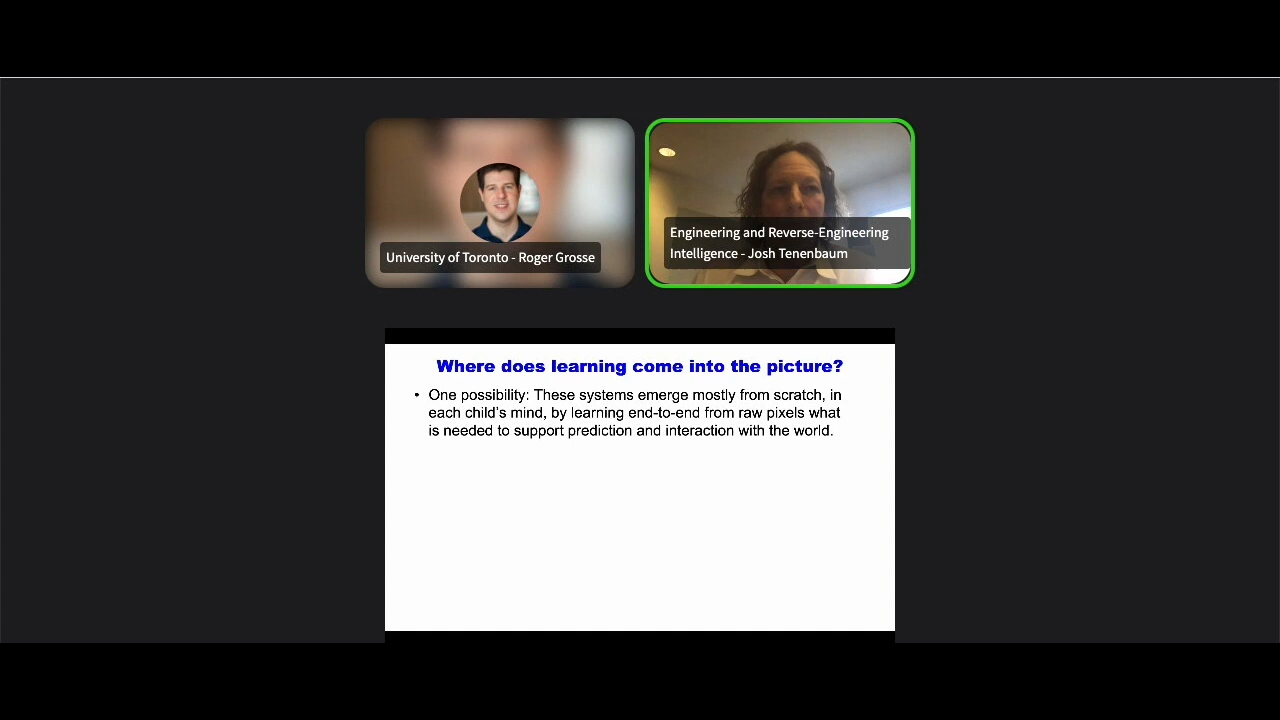 University of Toronto - Roger Grosse
Engineering and Reverse-Engineering
Intelligence - Josh Tenenbaum
Where does learning come into the picture?
• One possibility: These systems emerge mostly from scratch, in
each child's mind, by learning end-to-end from raw pixels what
is needed to support prediction and interaction with the world.